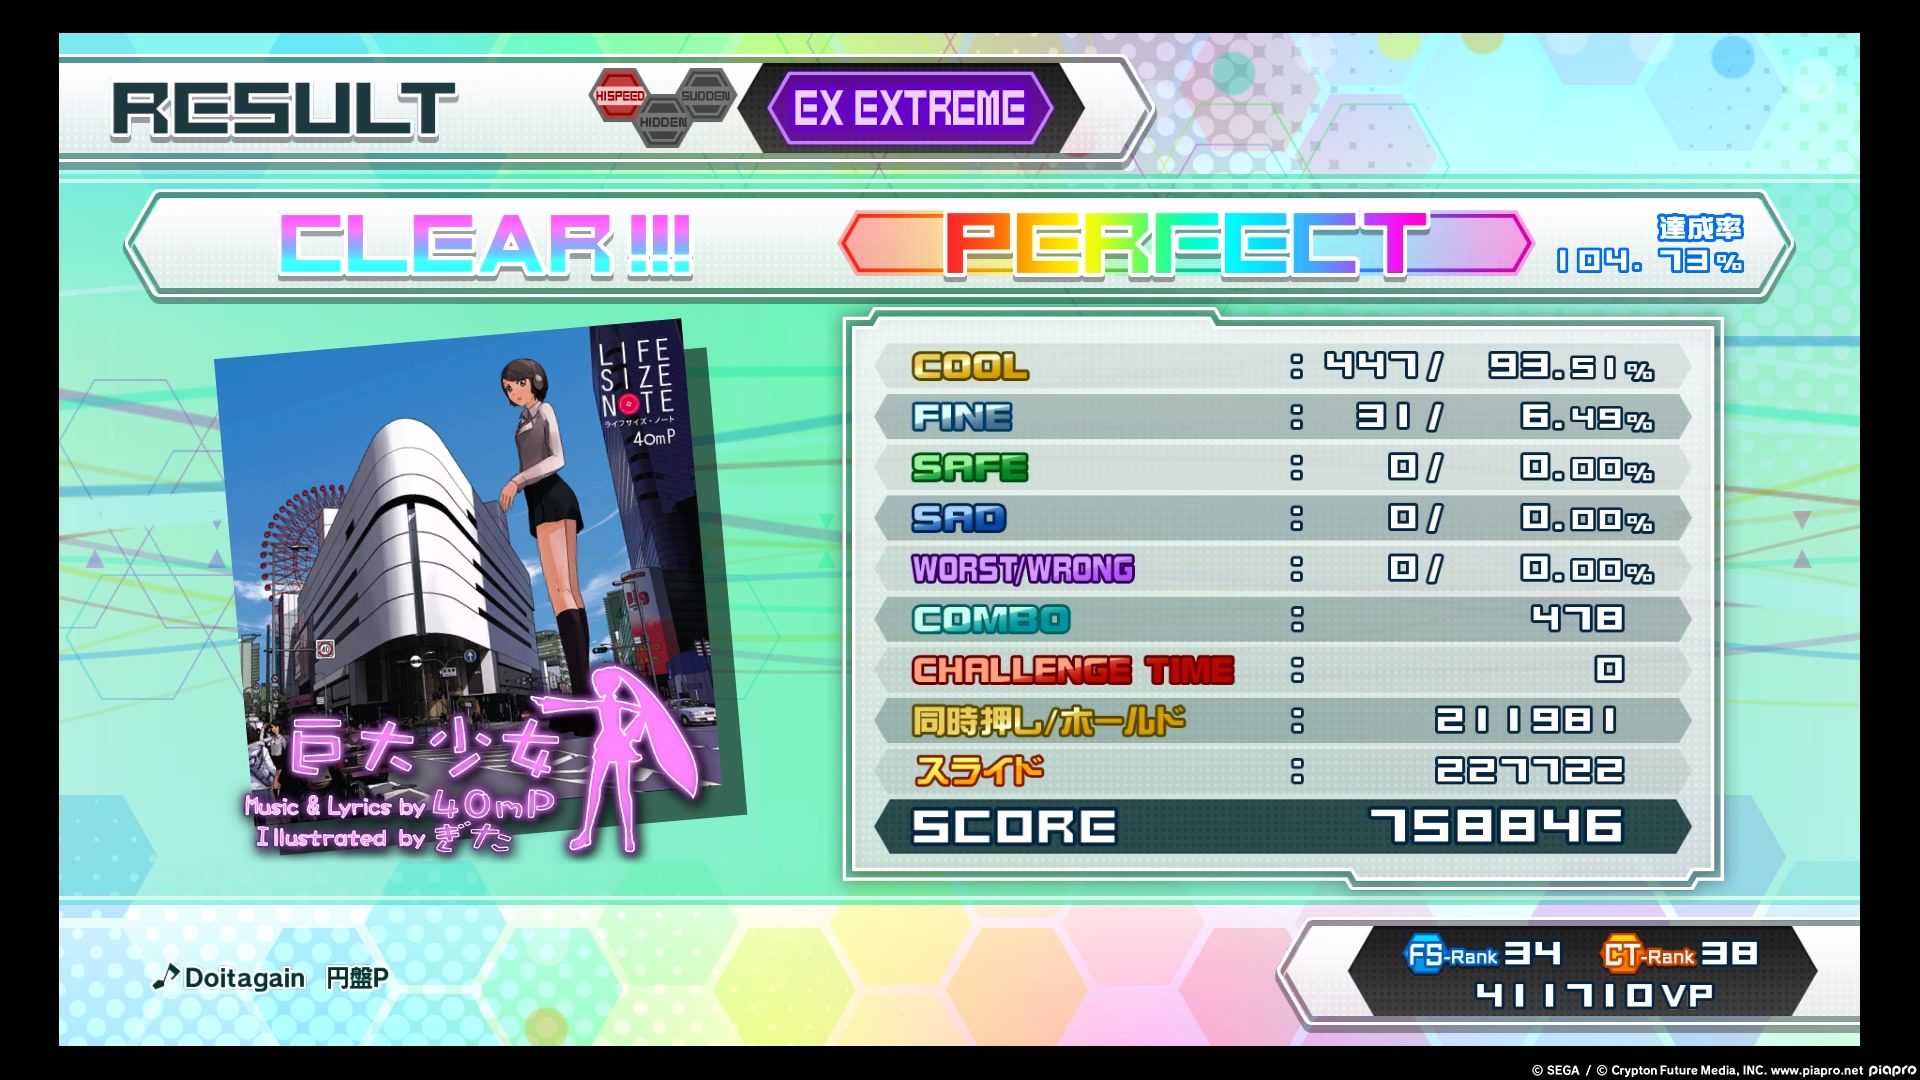 RESULT
HISPEED
HIDDEN
SUDDEN
EX EXTREME
CLEAR!!!
PERFECT
達成率
104.73%
LIFE
SIZE
NOTE
ライフサイズ・ノート
40mP
40
巨大少女
Music & Lyrics by 40mP
Illustrated by ぎた
COOL : 447/ 93.51%
FINE : 31/ 6.49%
SAFE : 0/ 0.00%
SAD : 0/ 0.00%
WORST/WRONG : 0/ 0.00%
COMBO : 478
CHALLENGE TIME : 0
同時押し/ホールド : 211981
スライド : 227722
SCORE 758846
Doitagain 円盤P
FS-Rank 34 CT-Rank 38
411710VP
© SEGA / © Crypton Future Media, INC. www.piapro.net piapro